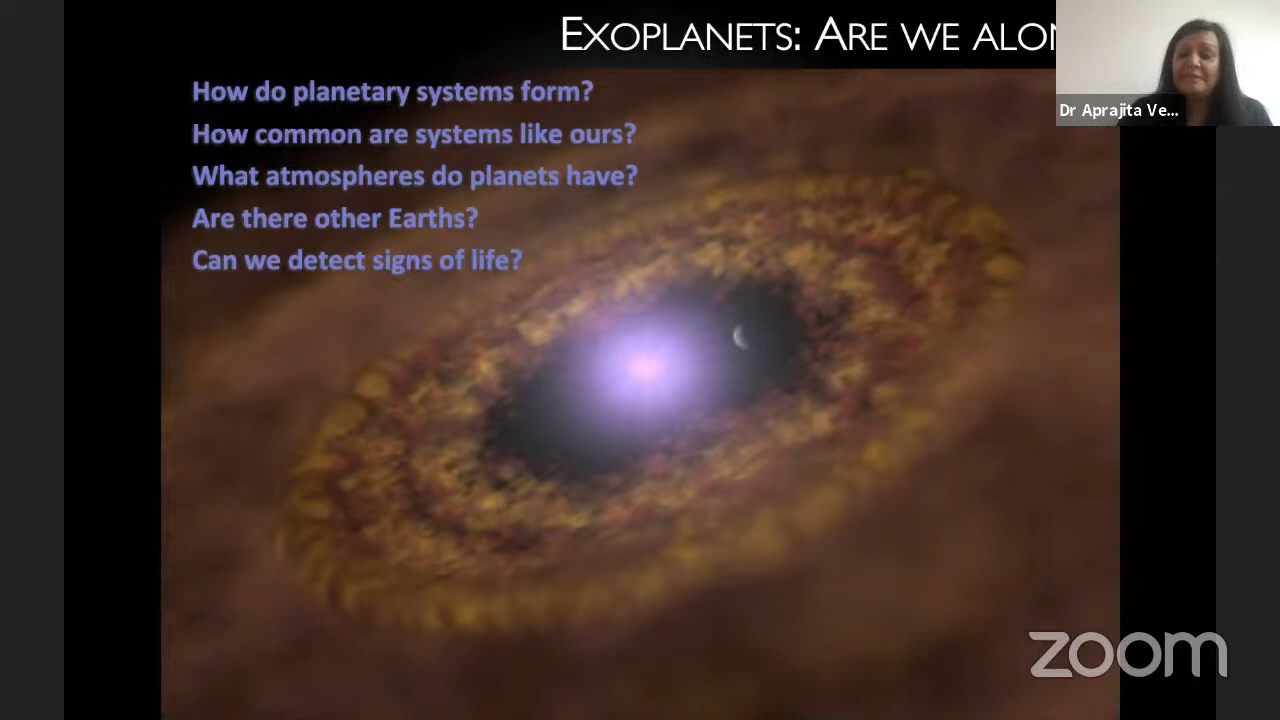 EXOPLANETS: ARE WE ALON
Dr Aprajita Ve...
How do planetary systems form?
How common are systems like ours?
What atmospheres do planets have?
Are there other Earths?
Can we detect signs of life?
zoom